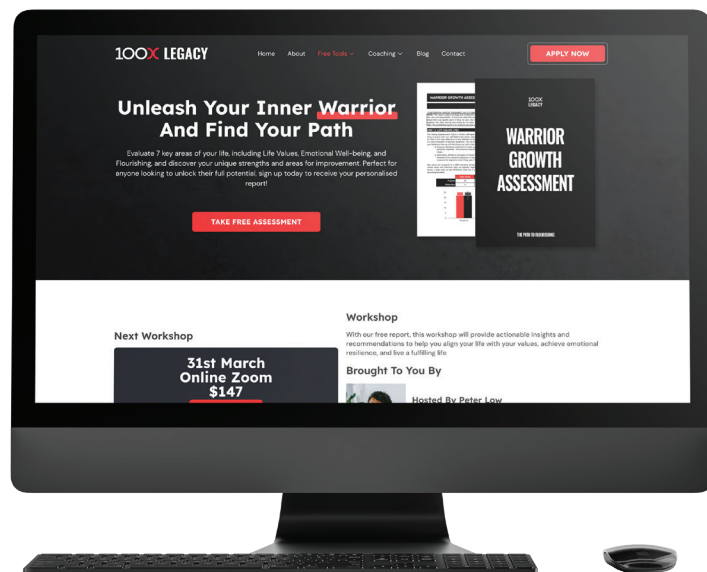 100X LEGACY
Home About Free Tools Coaching Blog Contact
APPLY NOW
Unleash Your Inner Warrior
And Find Your Path
Evaluate 7 key areas of your life, including Life Values, Emotional Well-being, and
Flourishing, and discover your unique strengths and areas for improvement. Perfect for
anyone looking to unlock their full potential, sign up today to receive your personalised
report!
TAKE FREE ASSESSMENT
WARRIOR GROWTH ASSES
100X
LEGACY
WARRIOR
GROWTH
ASSESSMENT
THE PATH TO FLOURISHING
Next Workshop
31st March
Online Zoom
$147
Workshop
With our free report, this workshop will provide actionable insights and
recommendations to help you align your life with your values, achieve emotional
resilience, and live a fulfilling life
Brought To You By
Hosted By Peter Low